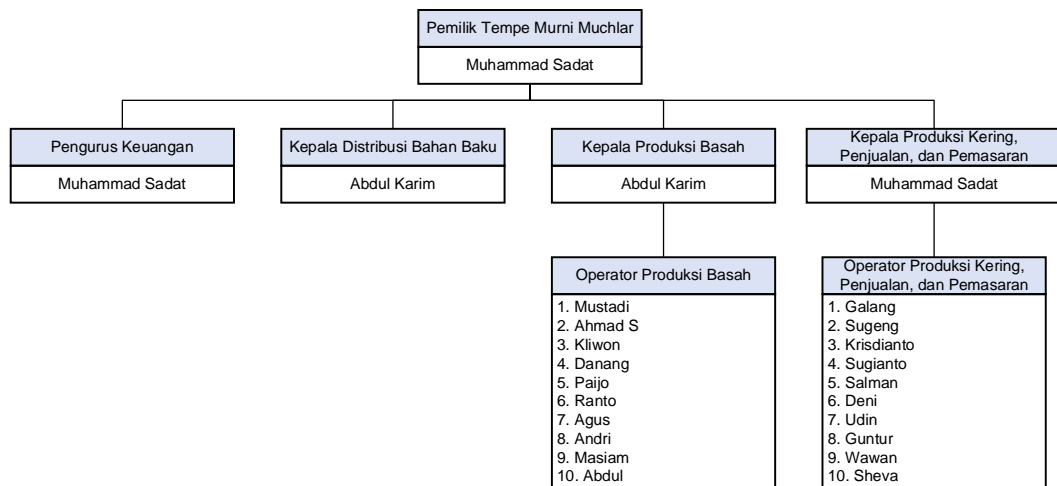 Pemilik Tempe Murni Muchlar
Muhammad Sadat
Pengurus Keuangan
Muhammad Sadat
Kepala Distribusi Bahan Baku
Abdul Karim
Kepala Produksi Basah
Abdul Karim
Kepala Produksi Kering,
Penjualan, dan Pemasaran
Muhammad Sadat
Operator Produksi Basah
1. Mustadi
2. Ahmad S
3. Kliwon
4. Danang
5. Paijo
6. Ranto
7. Agus
8. Andri
9. Masiam
10. Abdul
Operator Produksi Kering,
Penjualan, dan Pemasaran
1. Galang
2. Sugeng
3. Krisdianto
4. Sugianto
5. Salman
6. Deni
7. Udin
8. Guntur
9. Wawan
10. Sheva